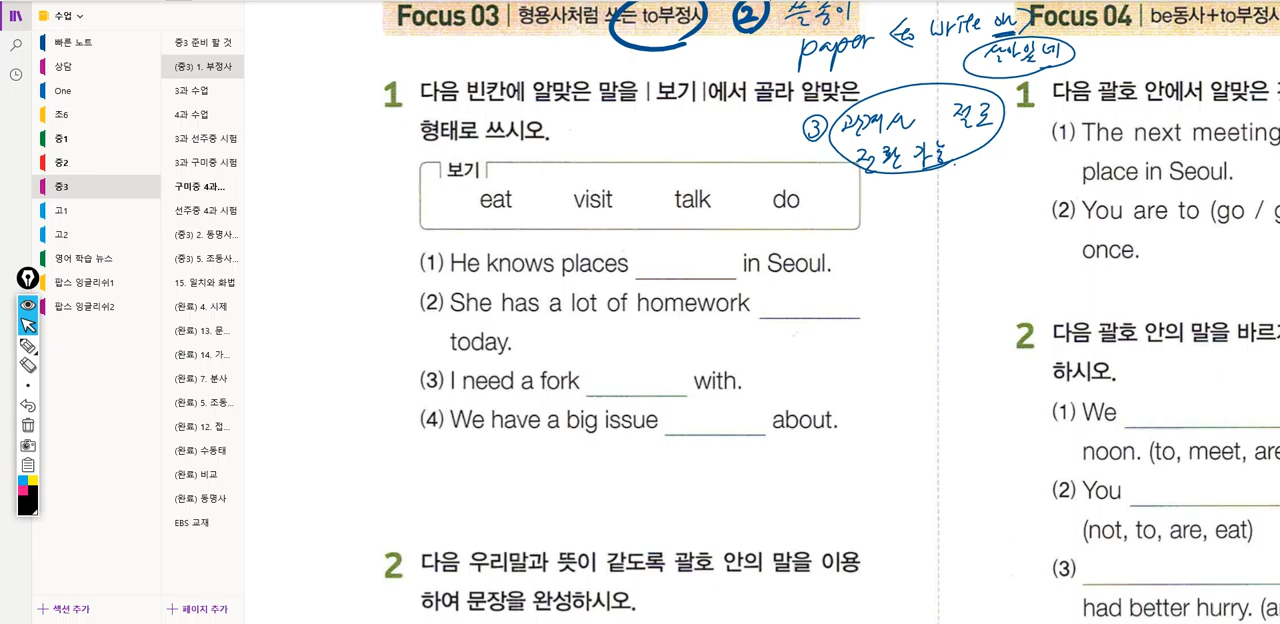 수업
빠른 노트
상담
One
초6
중1
중2
중3
고1
고2
영어 학습 뉴스
팝스 잉글리쉬1
팝스 잉글리쉬2
섹션 추가
중3 준비 할 것
(중3) 1. 부정사
3과 수업
4과 수업
3과 선주중 시험
3과 구미중 시험
구미중 4과...
선주중 4과 시험
(중3) 2. 동명사...
(중3) 5. 조동사...
15. 일치와 화법
(완료) 4. 시제
(완료) 13. 문...
(완료) 14. 가...
(완료) 7. 분사
(완료) 5. 조동...
(완료) 12. 접...
(완료) 수동태
(완료) 비교
(완료) 동명사
EBS 교재
페이지 추가
Focus 03 | 형용사처럼 쓰는 to부정사
② 쓸 종이
paper to write on
살아있네
③ 관계사 절로
전환 가능.
1 다음 빈칸에 알맞은 말을 |보기|에서 골라 알맞은
형태로 쓰시오.
보기
eat visit talk do
(1) He knows places ________ in Seoul.
(2) She has a lot of homework ________
today.
(3) I need a fork ________ with.
(4) We have a big issue ________ about.
2 다음 우리말과 뜻이 같도록 괄호 안의 말을 이용
하여 문장을 완성하시오.
Focus 04 | be동사+to부정사
1 다음 괄호 안에서 알맞은
(1) The next meeting
place in Seoul.
(2) You are to (go / g
once.
2 다음 괄호 안의 말을 바르
하시오.
(1) We ________
noon. (to, meet, are
(2) You ________
(not, to, are, eat)
(3) ________
had better hurry. (a